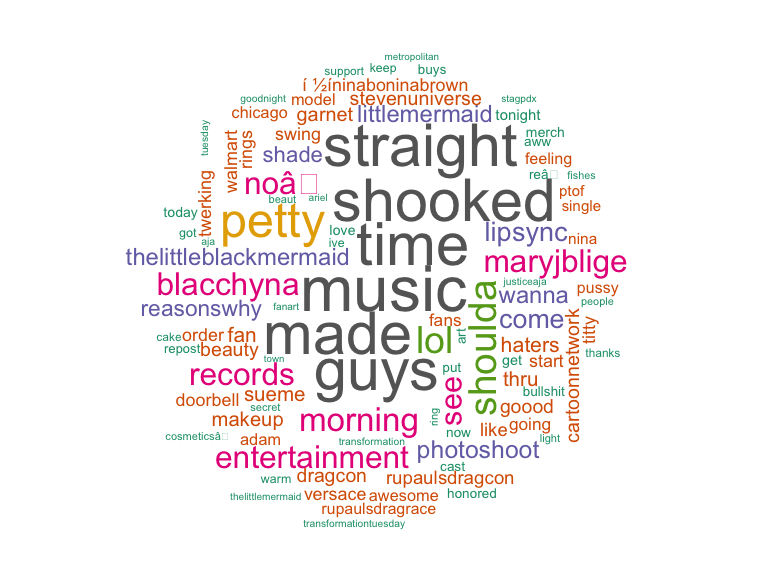 metropolitan
support keep buys
í ½íninaboninabrown
goodnight model stevenuniverse stagpdx
chicago garnet littlemermaid tonight
tuesday walmart rings swing straight merch
aww
shade feeling
twerking noâ reâ fishes
beaut ariel shooked ptof
today petty love single
got aja ive time lipsync nina
thelittleblackmermaid maryjblige
blacchyna music justiceaja pussy
reasonswhy fanart shoulda wanna people
cake order fan made fans come cartoonnetwork titty
repost beauty lol art haters thanks
town get start
records guys put thru
doorbell sueme see bullshit
secret ring goood
makeup morning now like going
cosmeticsâ adam transformation light
entertainment photoshoot
warm dragcon cast rupaulsdragcon
thelittlemermaid versace awesome honored
rupaulsdragrace
transformationtuesday